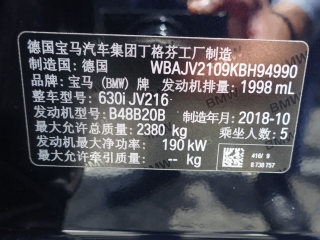 德国宝马汽车集团丁格芬工厂制造
制造国：德国 WBAJV2109KBH94990
品牌：宝马（BMW）牌 发动机排量：1998 mL
整车型号：630i JV216
发动机型号：B48B20B 制造年月：2018-10
最大允许总质量：2380 kg 乘坐人数：5
发动机最大净功率：190 kW
最大允许牵引质量：-- kg
416/ 9
8 738757